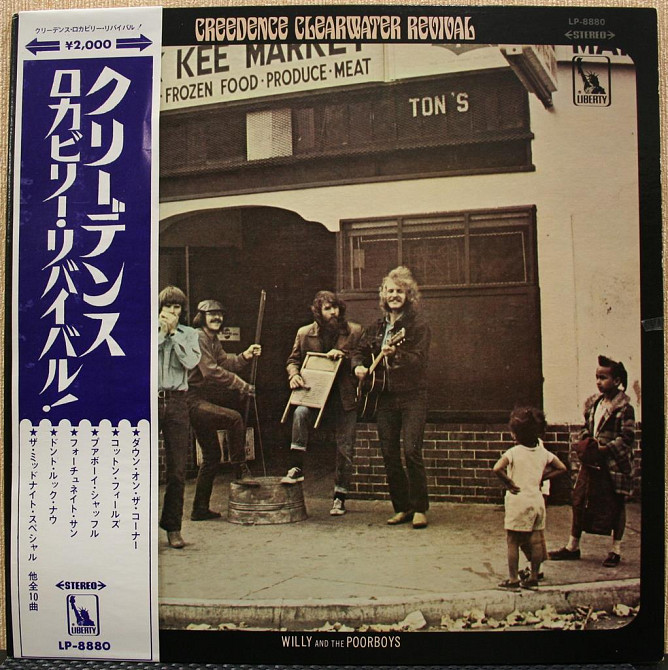 クリーデンス・ロカビリー・リバイバル!
¥2,000
クリーデンス
ロカビリー・リバイバル!
★ダウン・オン・ザ・コーナー
★コットン・フィールズ
★プアボーイ・シャッフル
★フォーチュネイト・サン
★ドント・ルック・ナウ
★ザ・ミッドナイト・スペシャル 他全10曲
STEREO
LIBERTY
LP-8880
CREEDENCE CLEARWATER REVIVAL
LP-8880
STEREO
LIBERTY
KEE MARKET
FROZEN FOOD・PRODUCE・MEAT
MA
TON'S
WILLY AND THE POORBOYS